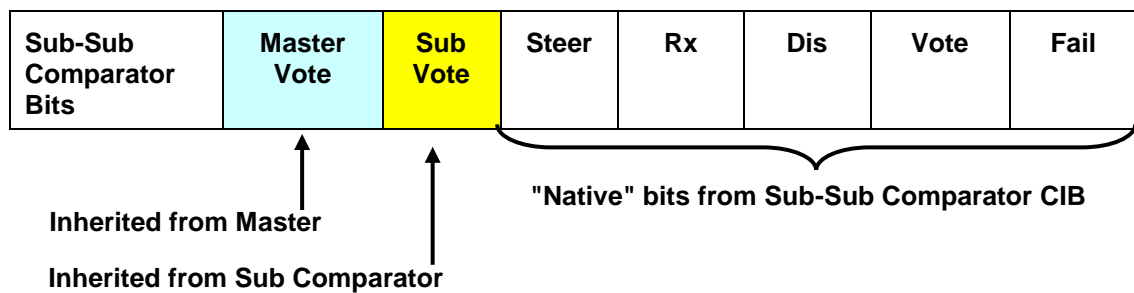 Sub-Sub Comparator Bits
Master Vote
Sub Vote
Steer
Rx
Dis
Vote
Fail
"Native" bits from Sub-Sub Comparator CIB
Inherited from Master
Inherited from Sub Comparator